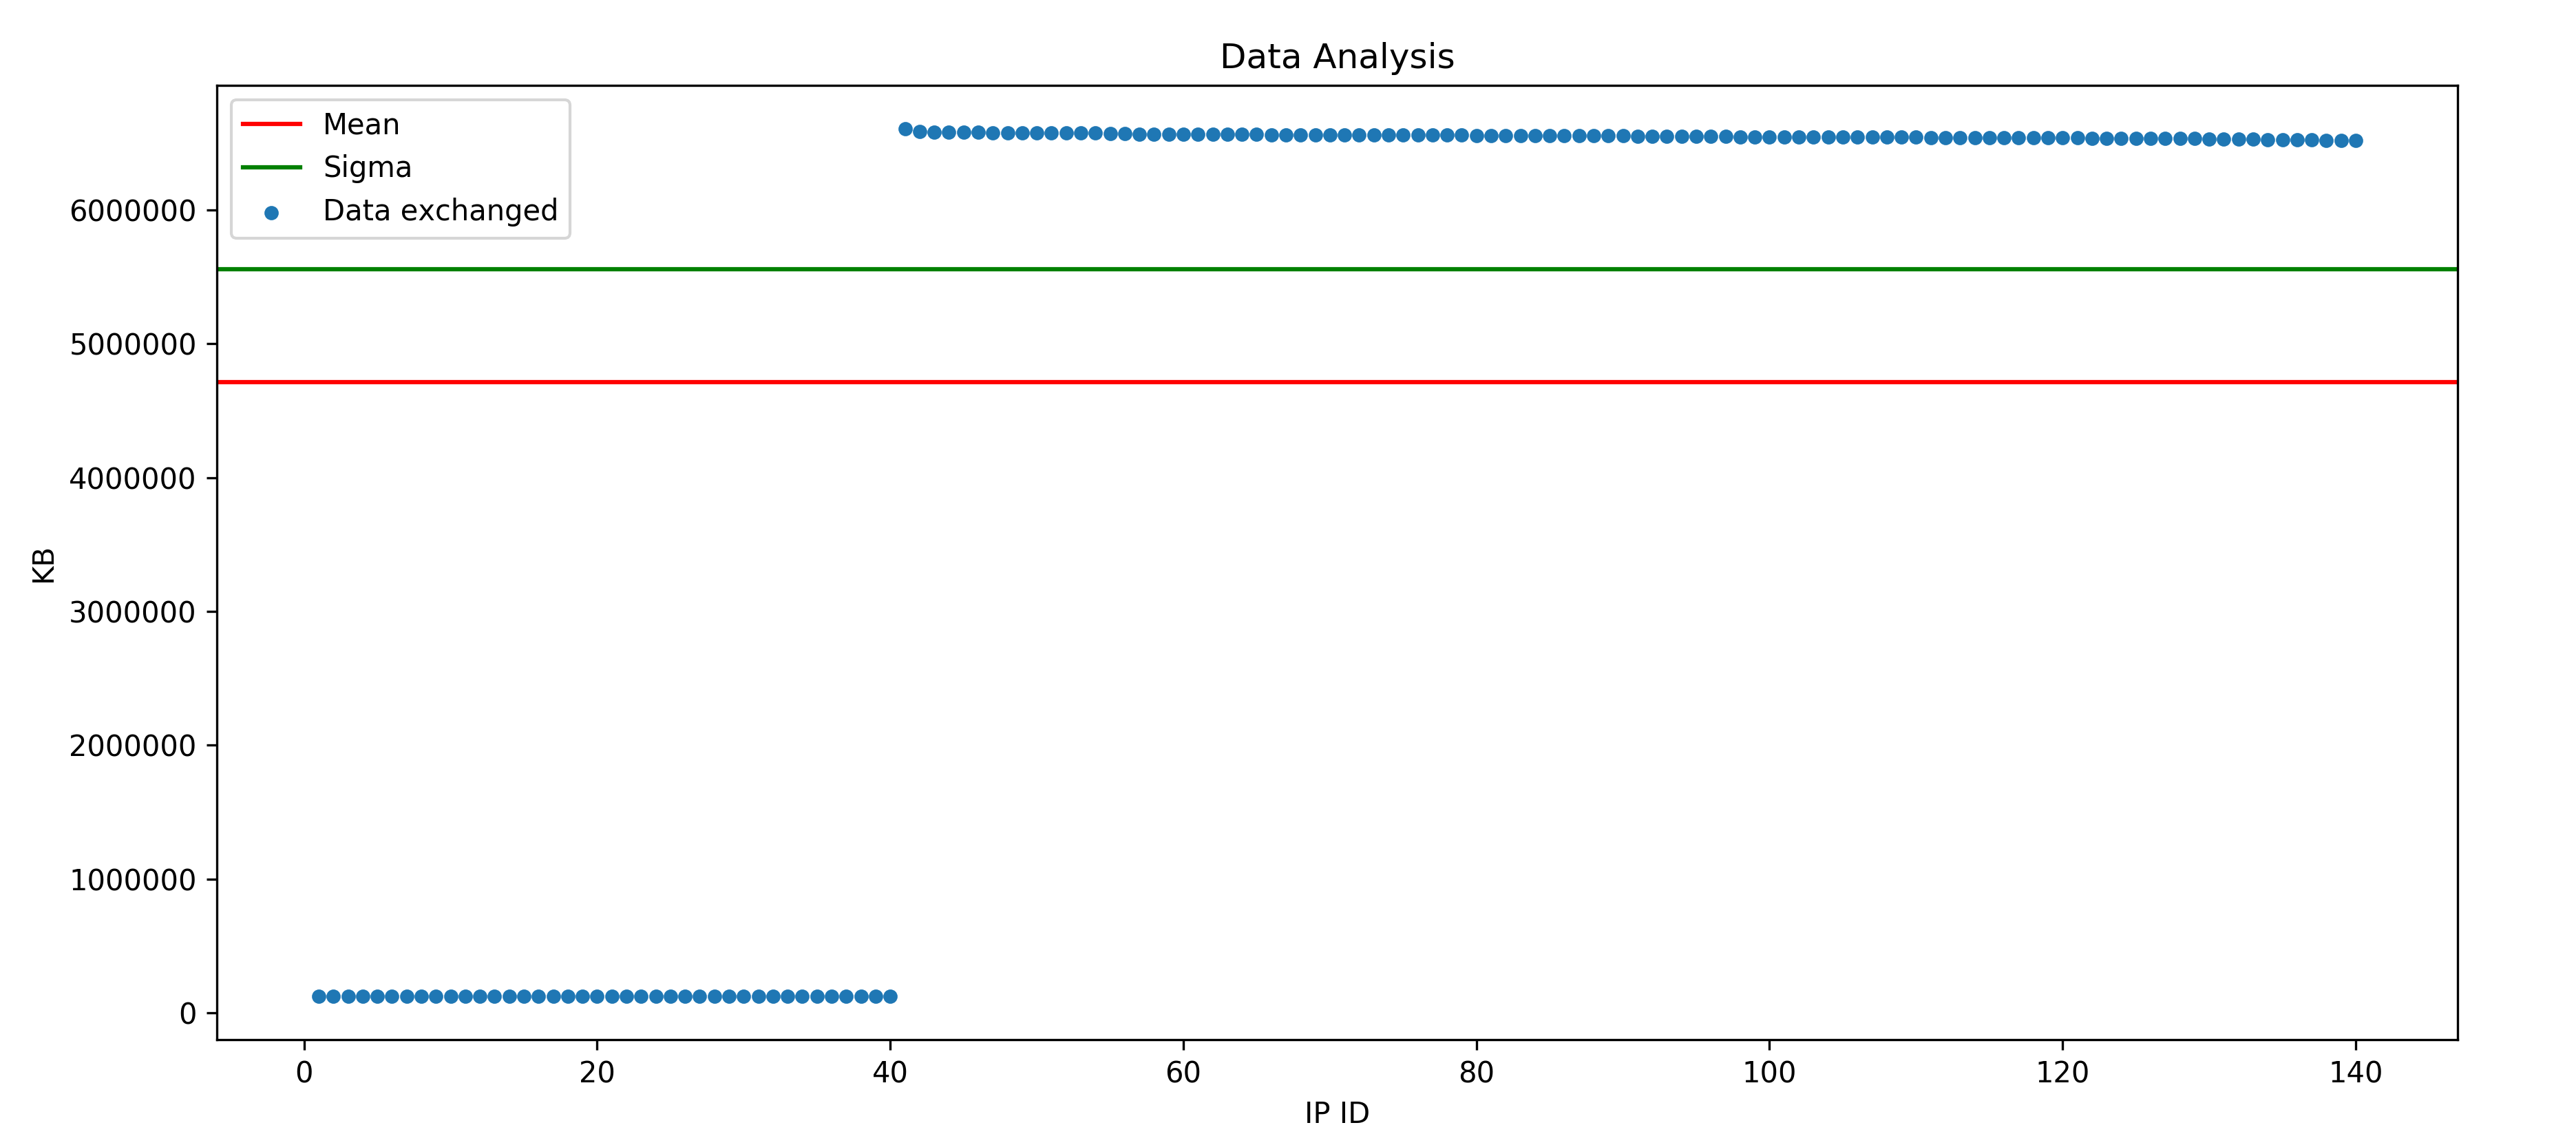 Data Analysis
Mean
Sigma
Data exchanged
6000000
5000000
4000000
3000000
2000000
1000000
0
KB
0 20 40 60 80 100 120 140
IP ID